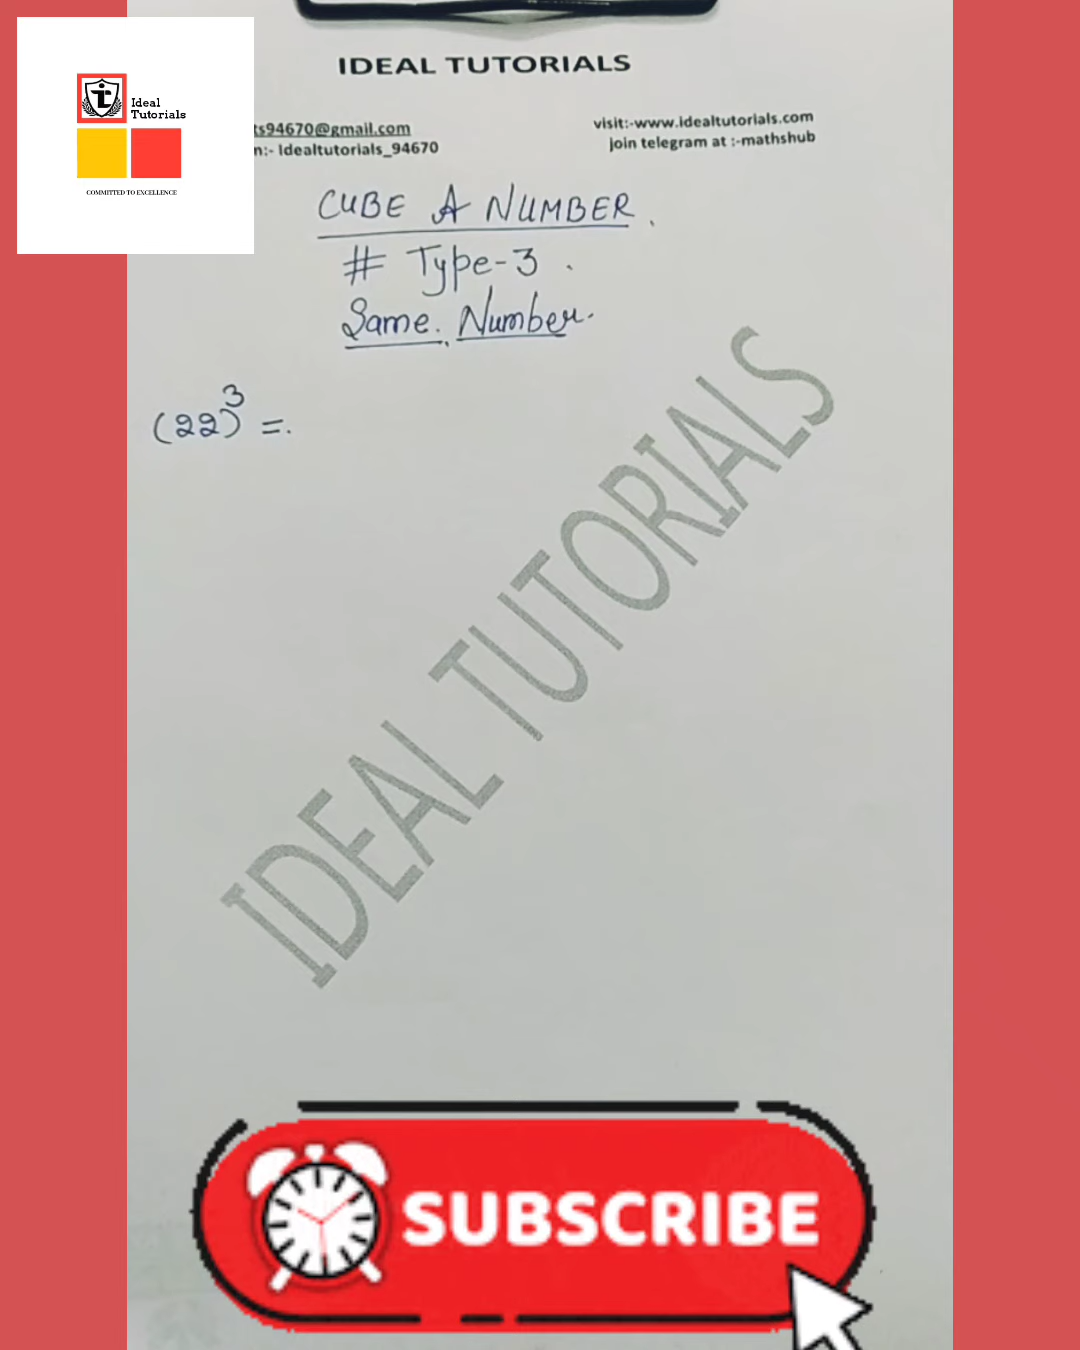 IDEAL TUTORIALS
Ideal
Tutorials
COMMITTED TO EXCELLENCE
ts94670@gmail.com
n:- Idealtutorials_94670
visit:-www.idealtutorials.com
join telegram at :-mathshub
CUBE A NUMBER.
# Type-3.
Same. Number.
(22)³ =.
IDEAL TUTORIALS
SUBSCRIBE